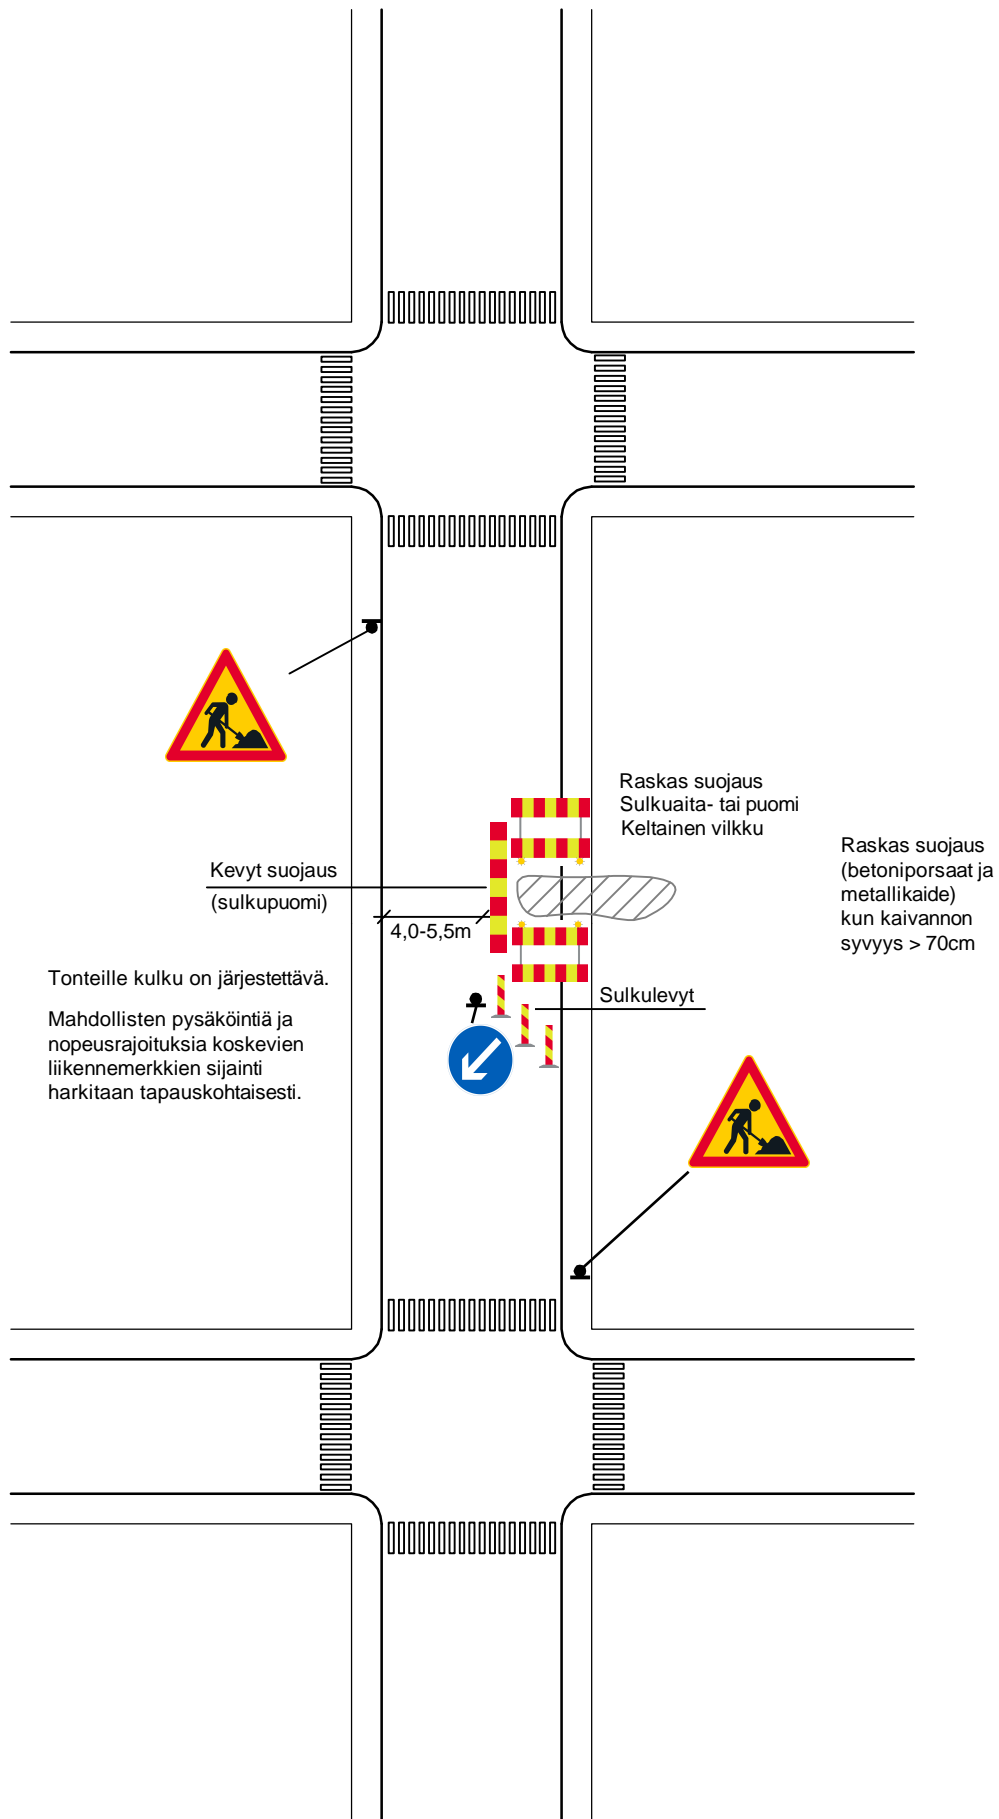 Raskas suojaus
Sulkuaita- tai puomi
Keltainen vilkku
Raskas suojaus
(betoniporsaat ja
metallikaide)
kun kaivannon
syvyys > 70cm
Kevyt suojaus
(sulkupuomi)
4,0-5,5m
Tonteille kulku on järjestettävä.
Mahdollisten pysäköintiä ja
nopeusrajoituksia koskevien
liikennemerkkien sijainti
harkitaan tapauskohtaisesti.
Sulkulevyt